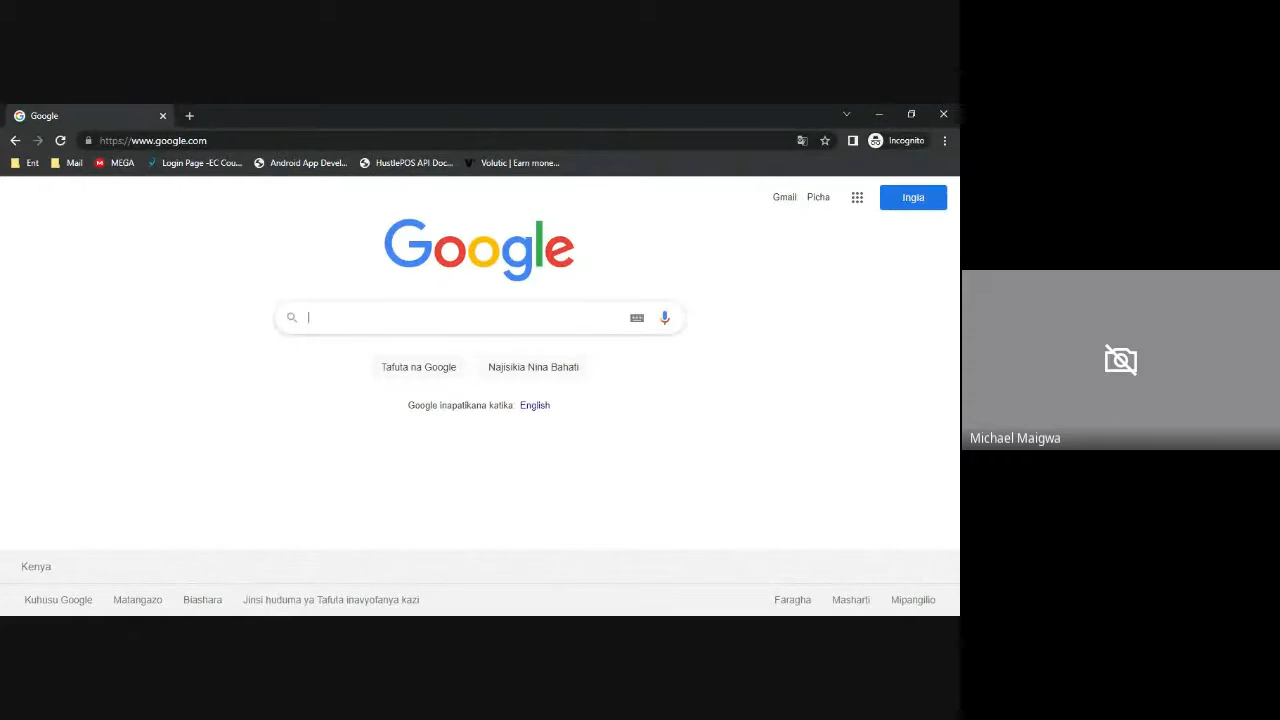 Google
https://www.google.com
Incognito
Ent
Mail
MEGA
Login Page -EC Cou...
Android App Devel...
HustlePOS API Doc...
Volutic | Earn mone...
Gmail
Picha
Ingia
Google
Tafuta na Google
Najisikia Nina Bahati
Google inapatikana katika: English
Michael Maigwa
Kenya
Kuhusu Google
Matangazo
Biashara
Jinsi huduma ya Tafuta inavyofanya kazi
Faragha
Masharti
Mipangilio